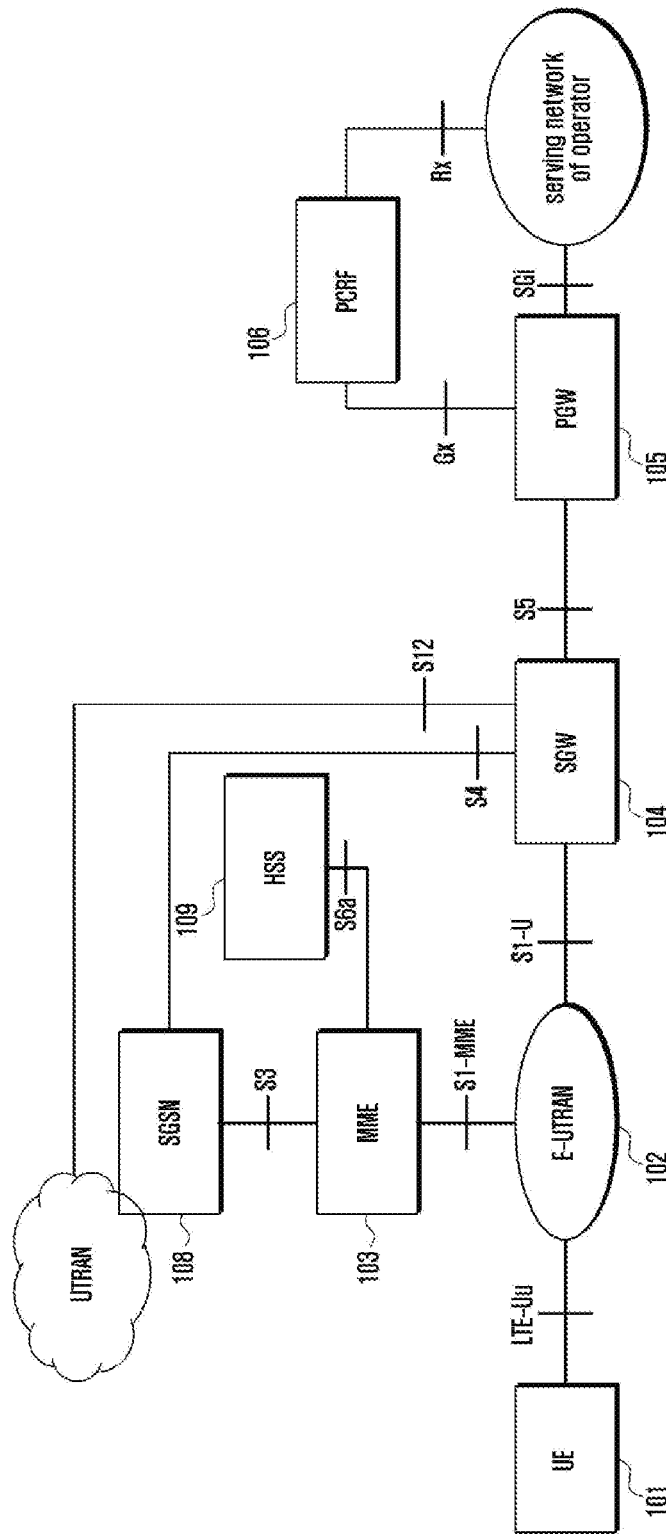 UTRAN
SGSN
108
S3
HSS
109
S6a
MME
103
S1-MME
S4
S12
PCRF
106
Gx
Rx
UE
101
LTE-Uu
E-UTRAN
102
S1-U
SGW
104
S5
PGW
105
SGi
serving network
of operator